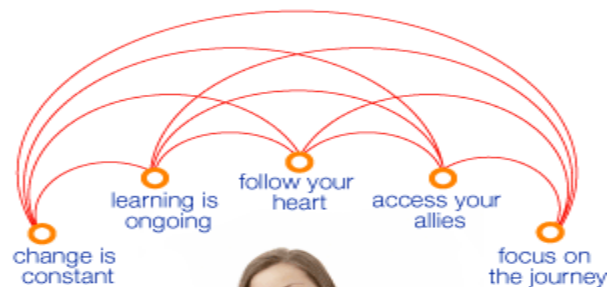 change is
constant
learning is
ongoing
follow your
heart
access your
allies
focus on
the journey